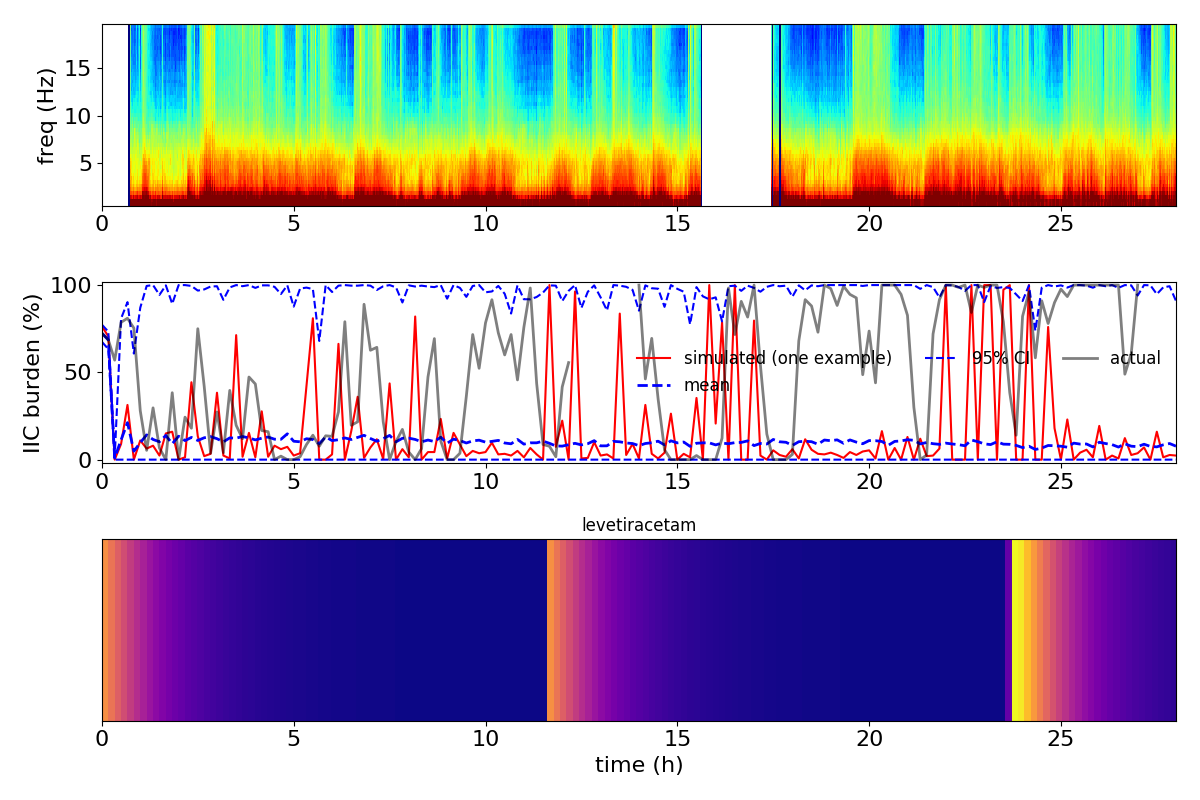 freq (Hz)
15
10
5
0 5 10 15 20 25
IIC burden (%)
100
50
0
simulated (one example) 95% CI actual
mean
0 5 10 15 20 25
levetiracetam
0 5 10 15 20 25
time (h)